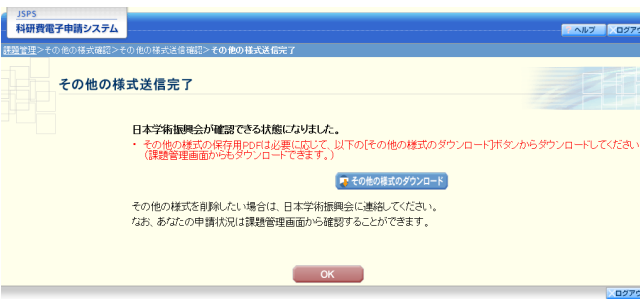 JSPS
科研費電子申請システム
ヘルプ
課題管理>その他の様式確認>その他の様式送信確認>その他の様式送信完了
その他の様式送信完了
日本学術振興会が確認できる状態になりました。
・ その他の様式の保存用PDFは必要に応じて、以下の[その他の様式のダウンロード]ボタンからダウンロードしてください
(課題管理画面からもダウンロードできます。)
その他の様式のダウンロード
その他の様式を削除したい場合は、日本学術振興会に連絡してください。
なお、あなたの申請状況は課題管理画面から確認することができます。
OK